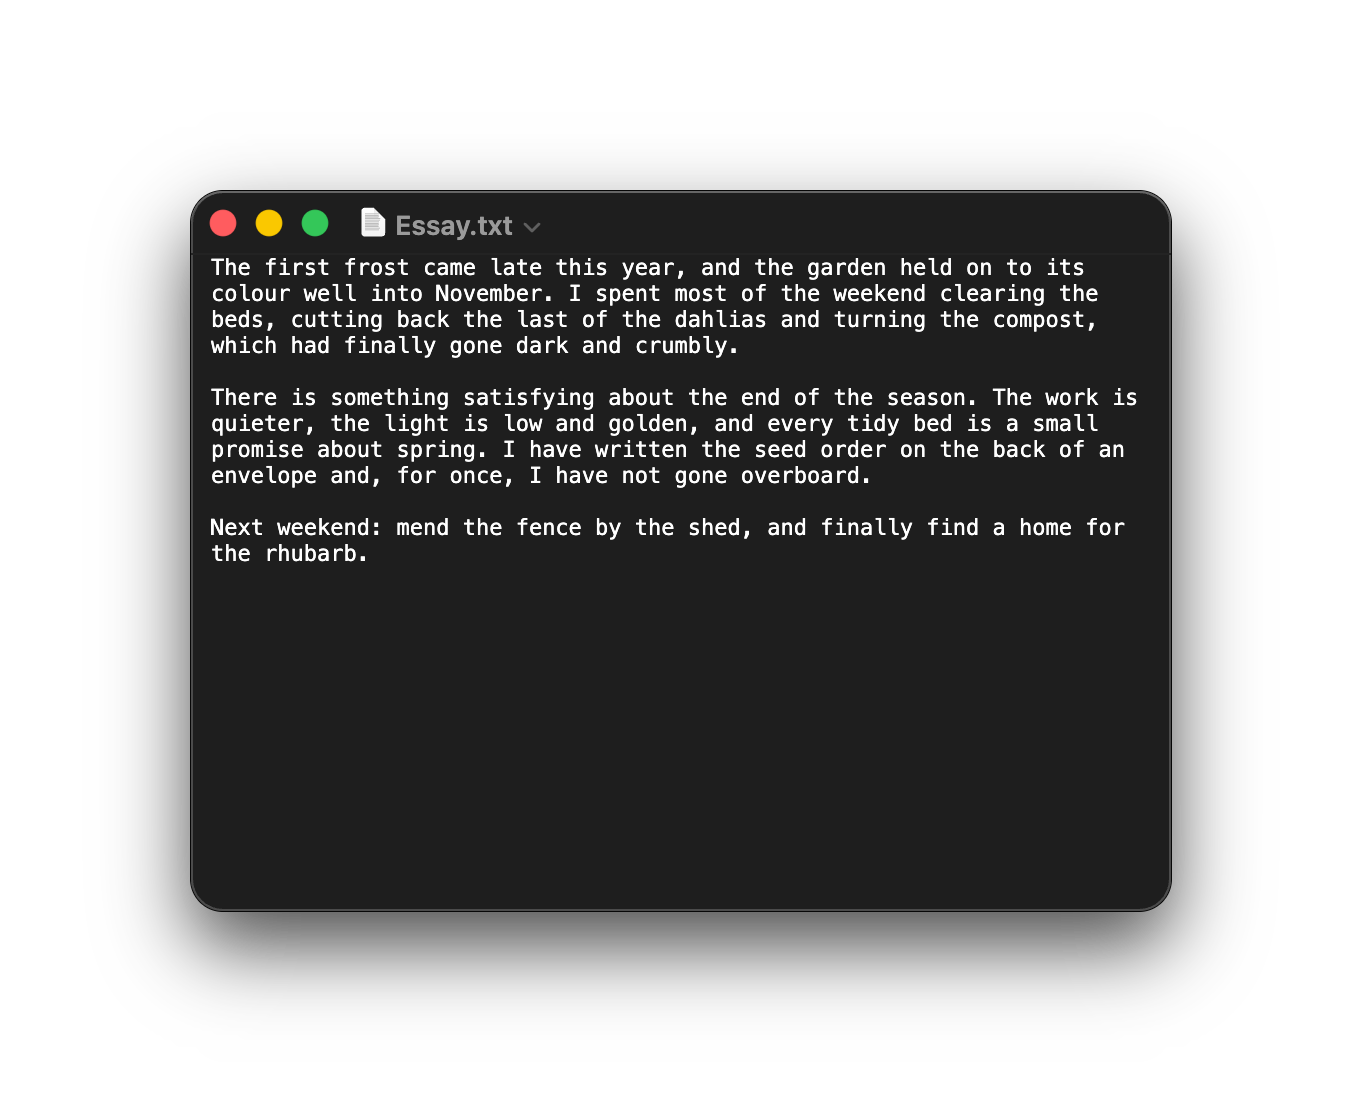 Essay.txt
The first frost came late this year, and the garden held on to its
colour well into November. I spent most of the weekend clearing the
beds, cutting back the last of the dahlias and turning the compost,
which had finally gone dark and crumbly.
There is something satisfying about the end of the season. The work is
quieter, the light is low and golden, and every tidy bed is a small
promise about spring. I have written the seed order on the back of an
envelope and, for once, I have not gone overboard.
Next weekend: mend the fence by the shed, and finally find a home for
the rhubarb.